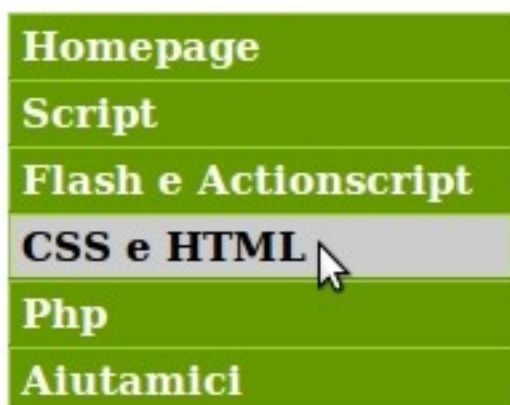 Homepage
Script
Flash e Actionscript
CSS e HTML
Php
Aiutamici